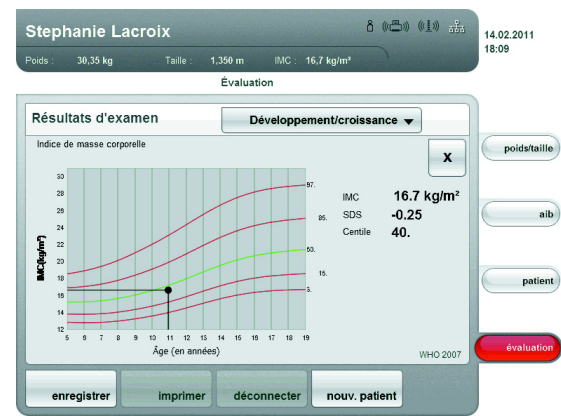 Stephanie Lacroix
14.02.2011
18:09
Poids : 30,35 kg Taille : 1,350 m IMC : 16,7 kg/m²
Évaluation
Résultats d'examen
Développement/croissance
Indice de masse corporelle
X
IMC 16.7 kg/m²
SDS -0.25
Centile 40.
IMC(kg/m²)
30
28
26
24
22
20
18
16
14
12
97.
85.
50.
15.
3.
5 6 7 8 9 10 11 12 13 14 15 16 17 18 19
Âge (en années)
WHO 2007
poids/taille
aib
patient
évaluation
enregistrer
imprimer
déconnecter
nouv. patient